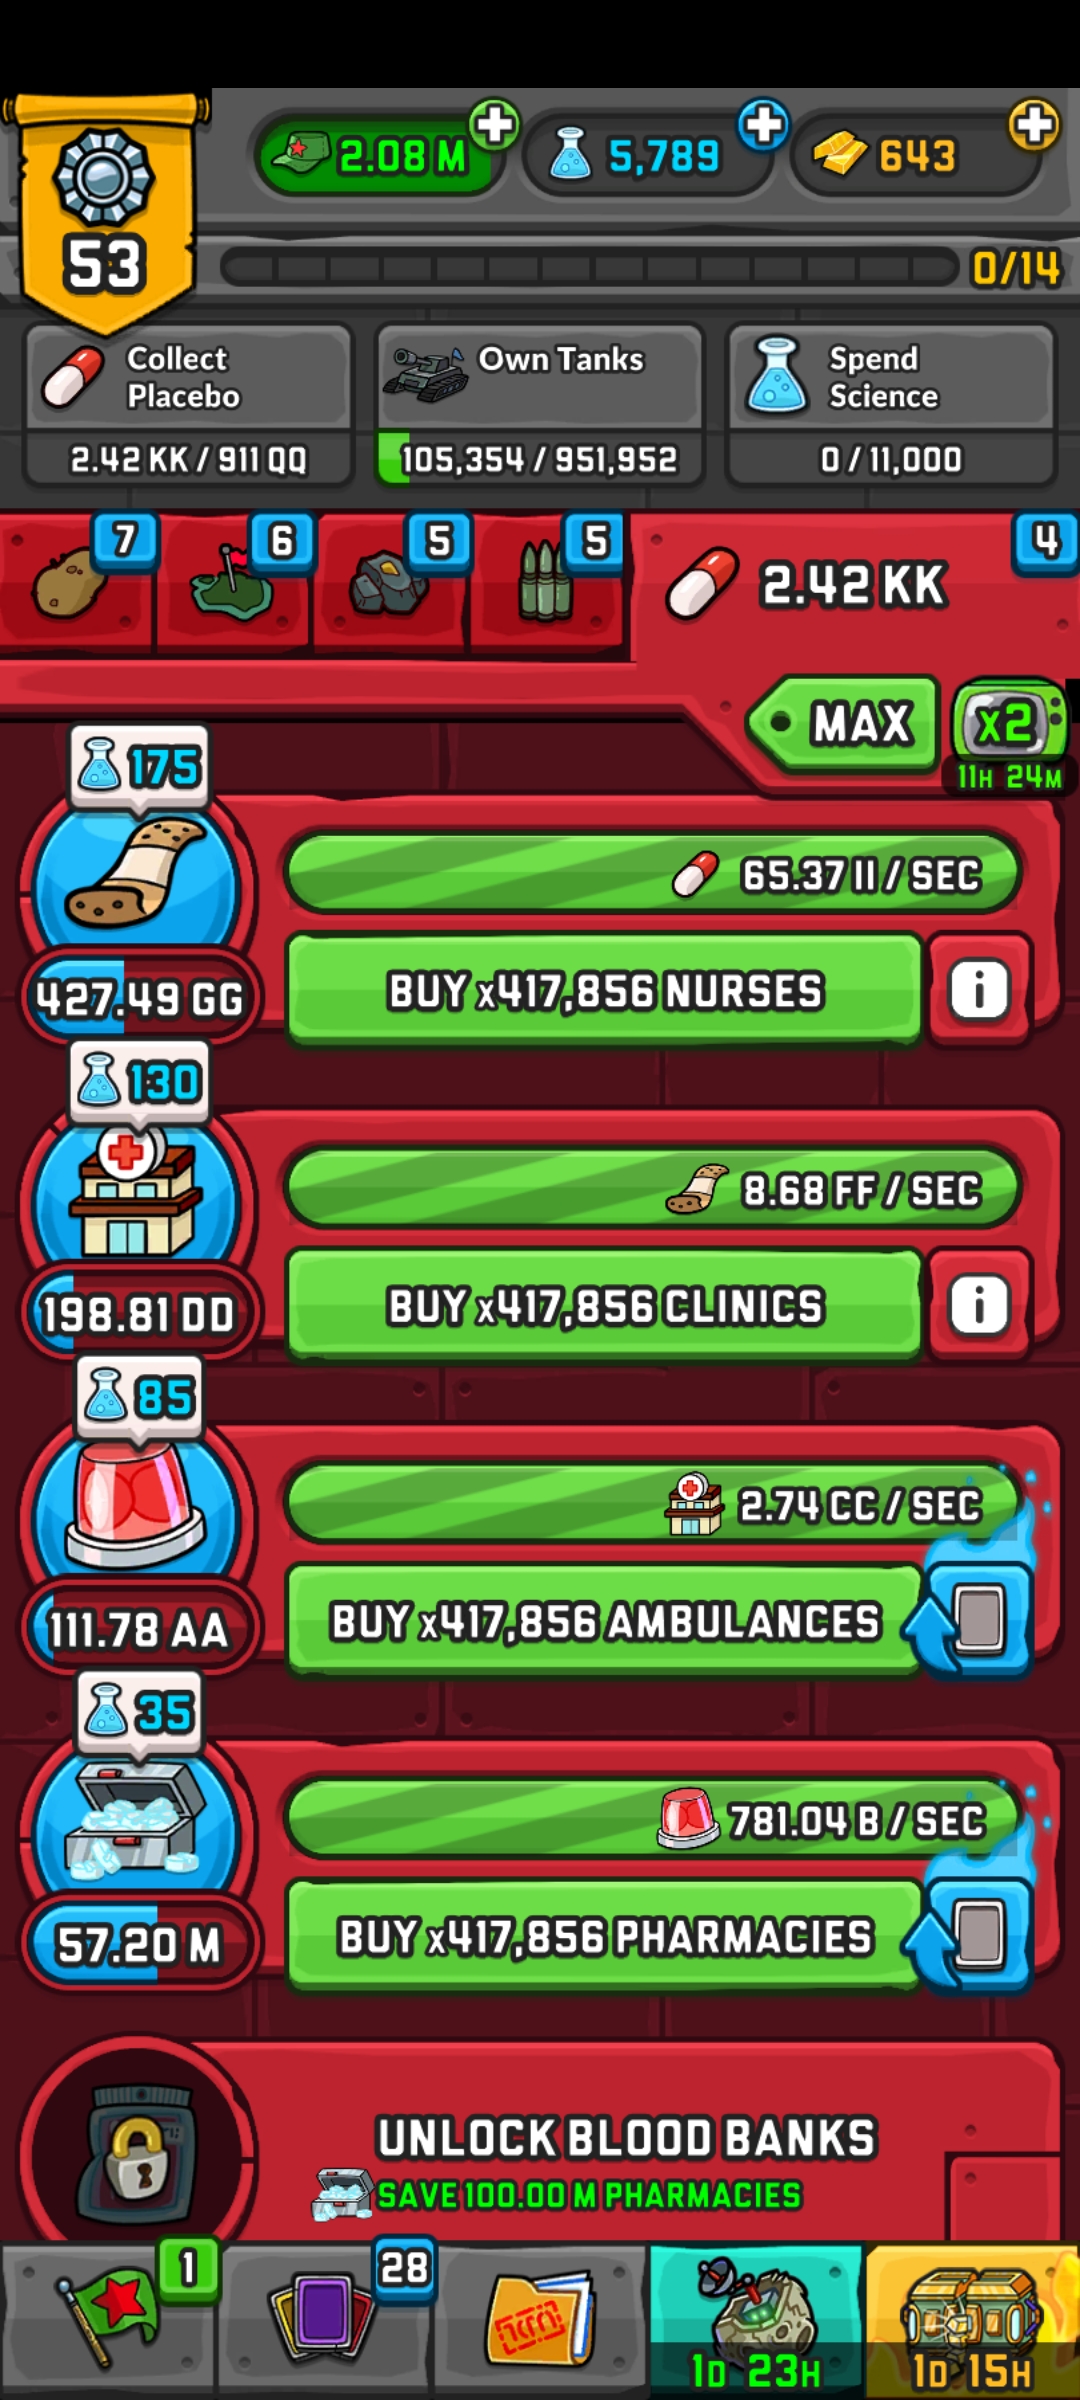 2.08 M
5,789
643
53
0/14
Collect
Placebo
2.42 KK / 911 QQ
Own Tanks
105,354 / 951,952
Spend
Science
0 / 11,000
7
6
5
5
4
2.42 KK
MAX
x2
11H 24M
175
65.37 II / SEC
427.49 GG
BUY x417,856 NURSES
i
130
8.68 FF / SEC
198.81 DD
BUY x417,856 CLINICS
i
85
2.74 CC / SEC
111.78 AA
BUY x417,856 AMBULANCES
35
781.04 B / SEC
57.20 M
BUY x417,856 PHARMACIES
UNLOCK BLOOD BANKS
SAVE 100.00 M PHARMACIES
1
28
1D 23H
1D 15H